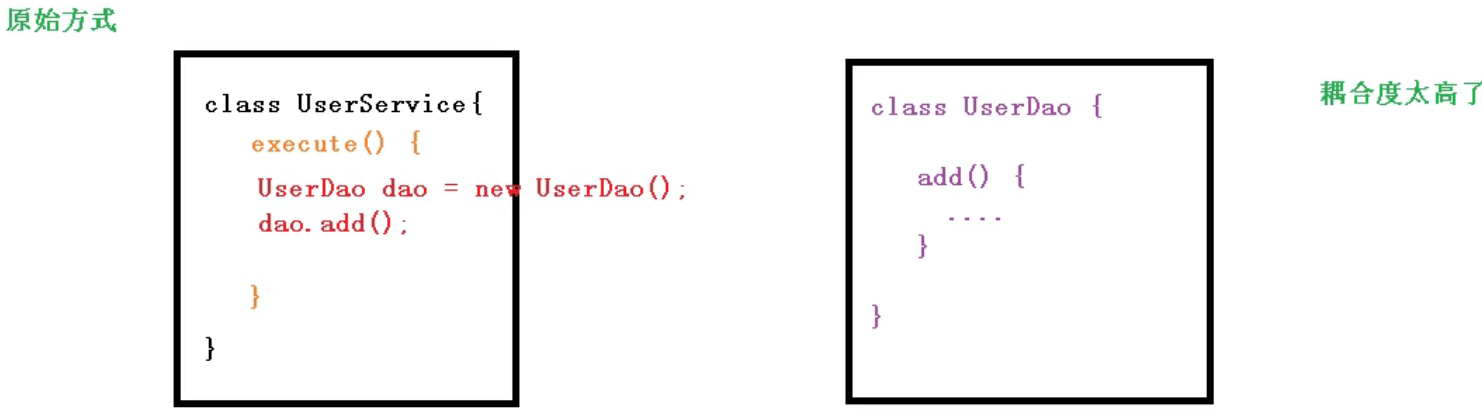 原始方式
class UserService{
execute() {
UserDao dao = new UserDao();
dao.add();
}
}
class UserDao {
add() {
....
}
}
耦合度太高了